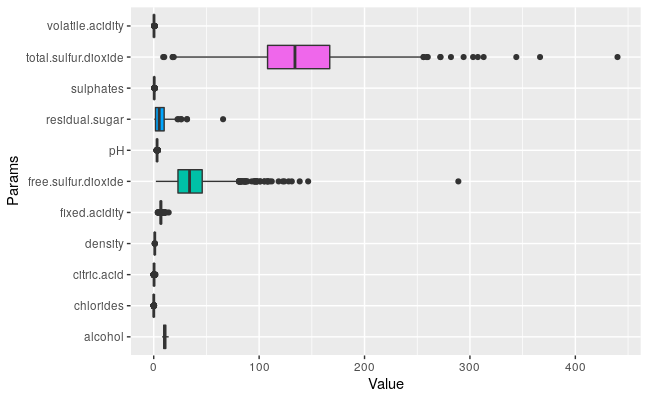 volatile.acidity
total.sulfur.dioxide
sulphates
residual.sugar
pH
free.sulfur.dioxide
fixed.acidity
density
citric.acid
chlorides
alcohol
Params
0 100 200 300 400
Value